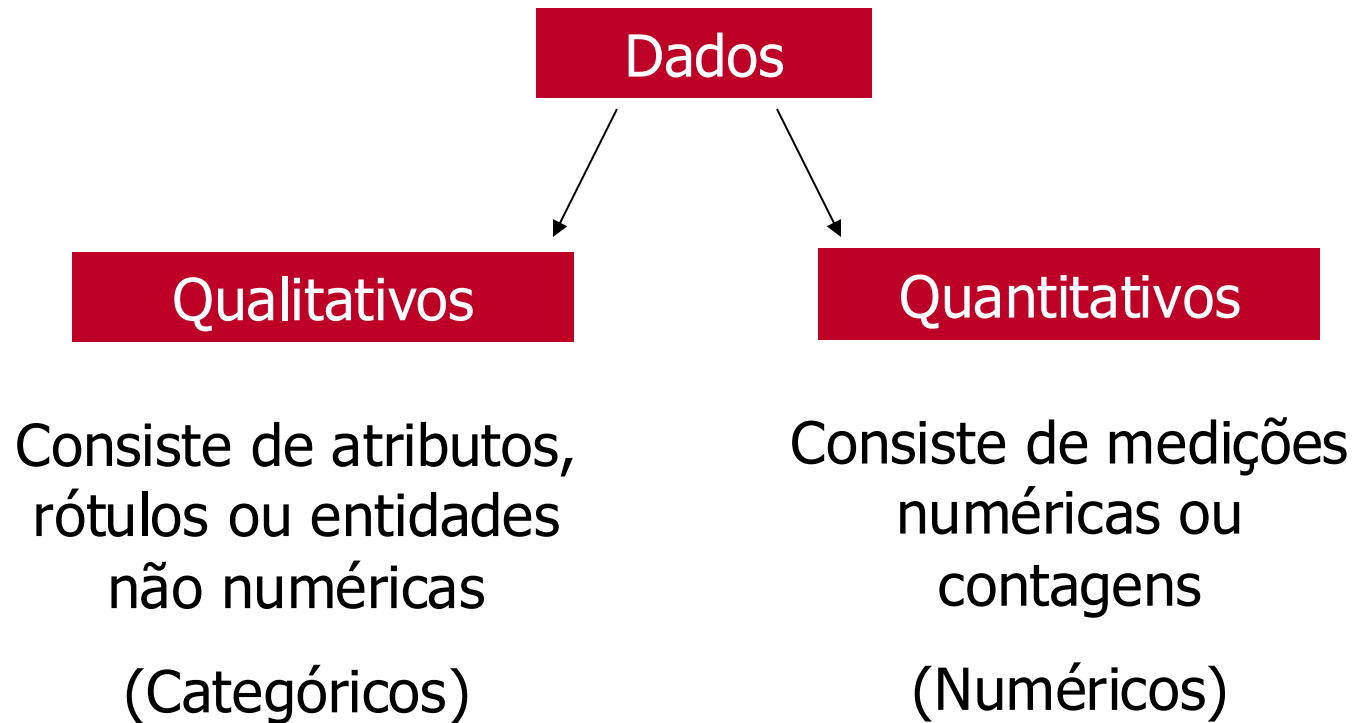 Dados
Qualitativos
Quantitativos
Consiste de atributos,
rótulos ou entidades
não numéricas
(Categóricos)
Consiste de medições
numéricas ou
contagens
(Numéricos)